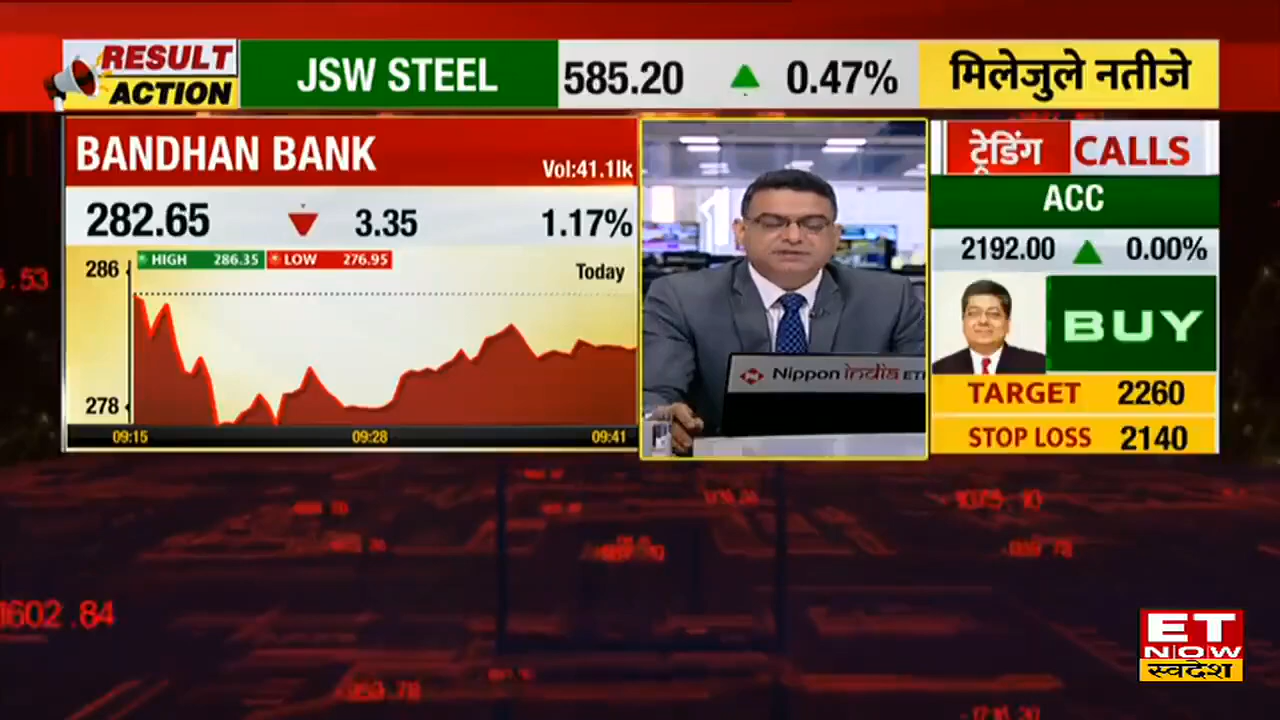 RESULT ACTION
JSW STEEL 585.20 0.47% मिलेजुले नतीजे
BANDHAN BANK Vol:41.1lk
282.65 3.35 1.17%
HIGH 286.35 LOW 276.95
Today
286
278
09:15 09:28 09:41
Nippon india ETF
ट्रेडिंग CALLS
ACC
2192.00 0.00%
BUY
TARGET 2260
STOP LOSS 2140
1602.84
ET
NOW
स्वदेश